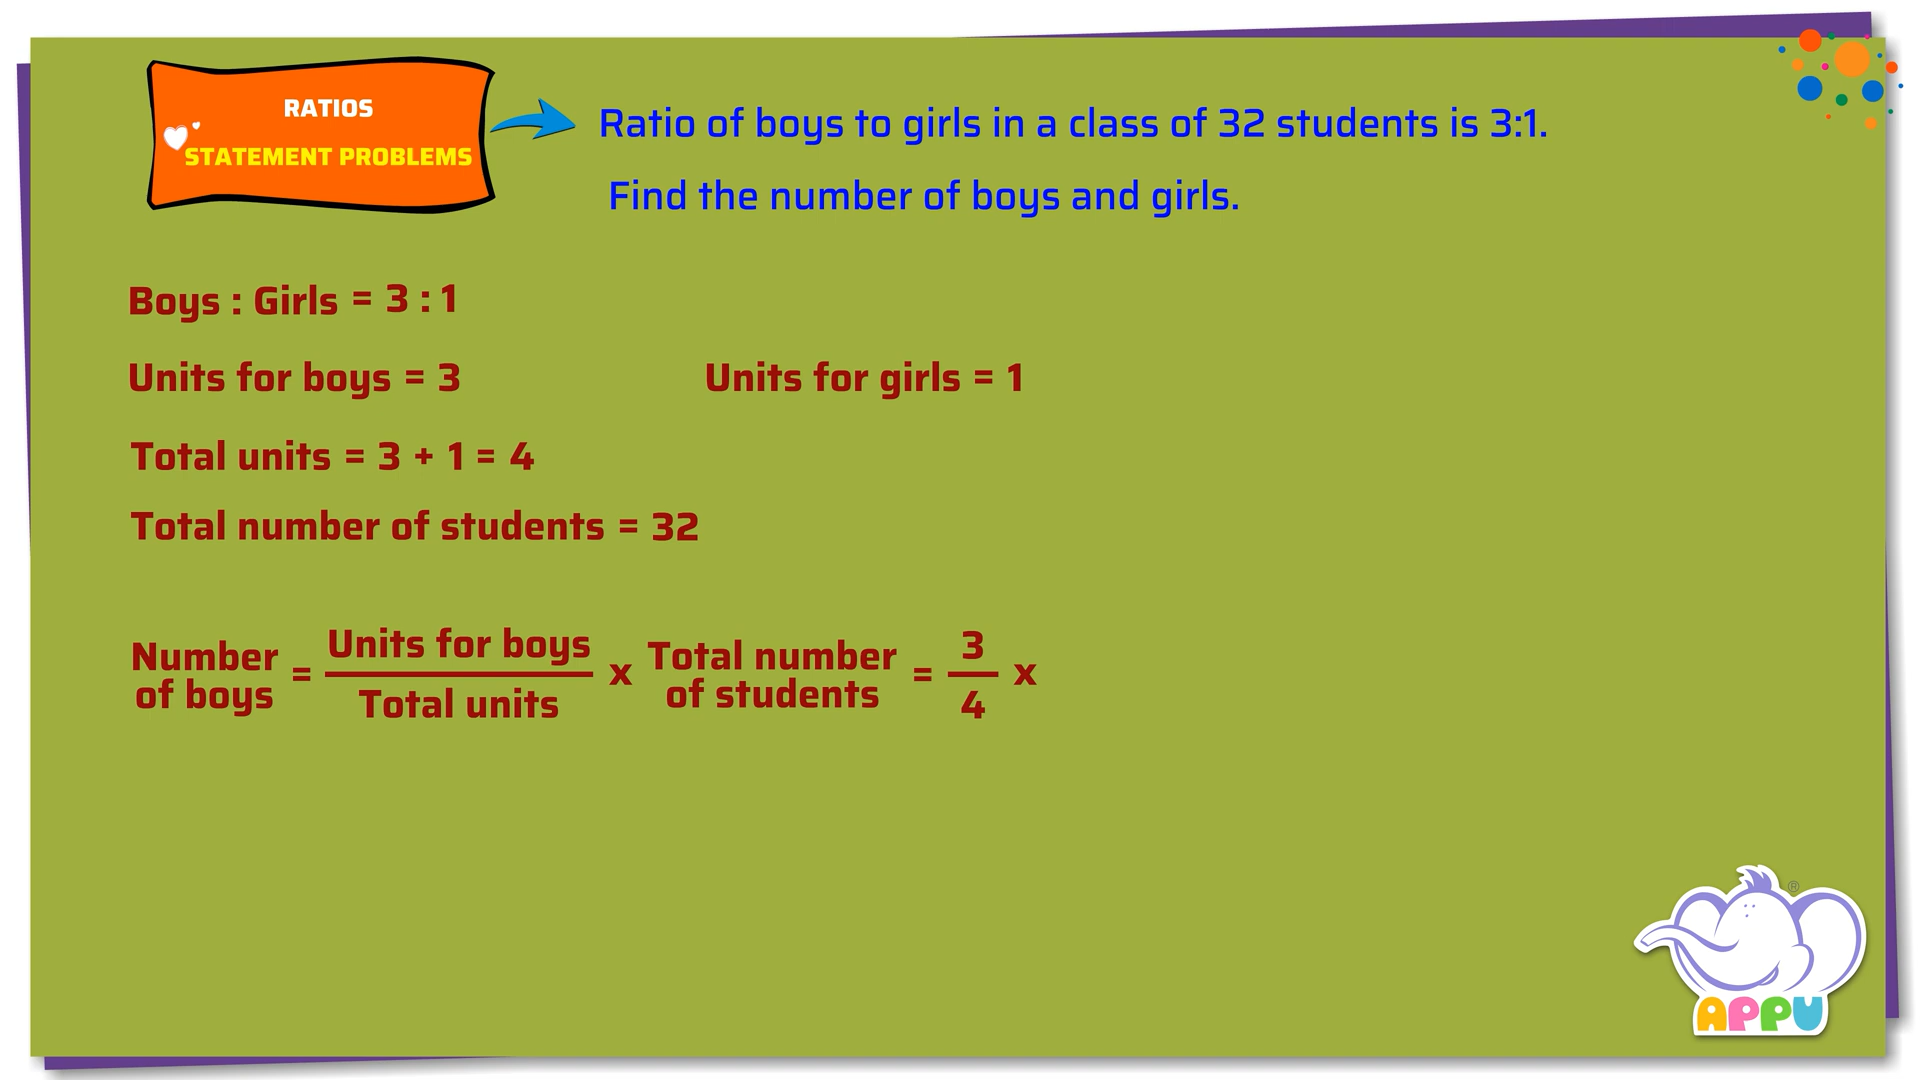 RATIOS
STATEMENT PROBLEMS
Ratio of boys to girls in a class of 32 students is 3:1.
Find the number of boys and girls.
Boys : Girls = 3 : 1
Units for boys = 3
Units for girls = 1
Total units = 3 + 1 = 4
Total number of students = 32
Number of boys = Units for boys / Total units x Total number of students = 3/4 x
®
APPU